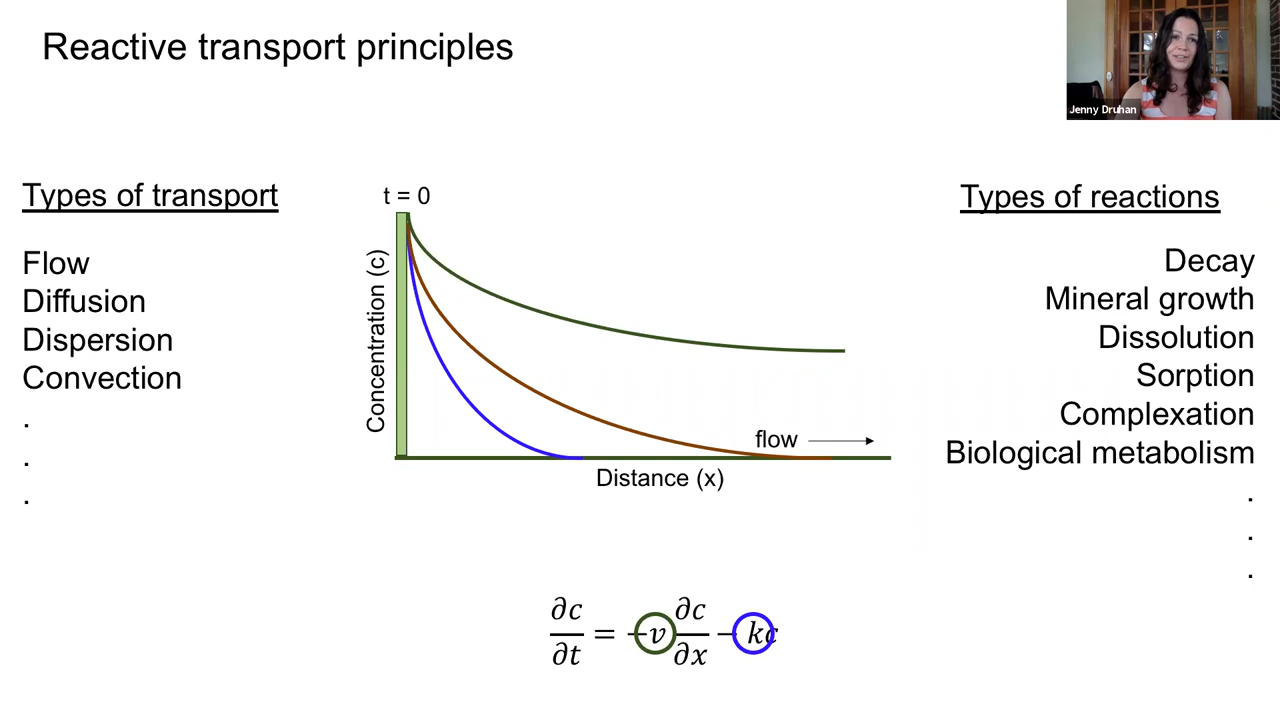 Reactive transport principles
Jenny Druhan
Types of transport
Flow
Diffusion
Dispersion
Convection
.
.
.
t = 0
Concentration (c)
flow
Distance (x)
Types of reactions
Decay
Mineral growth
Dissolution
Sorption
Complexation
Biological metabolism
.
.
.
∂c/∂t = −v ∂c/∂x − kc